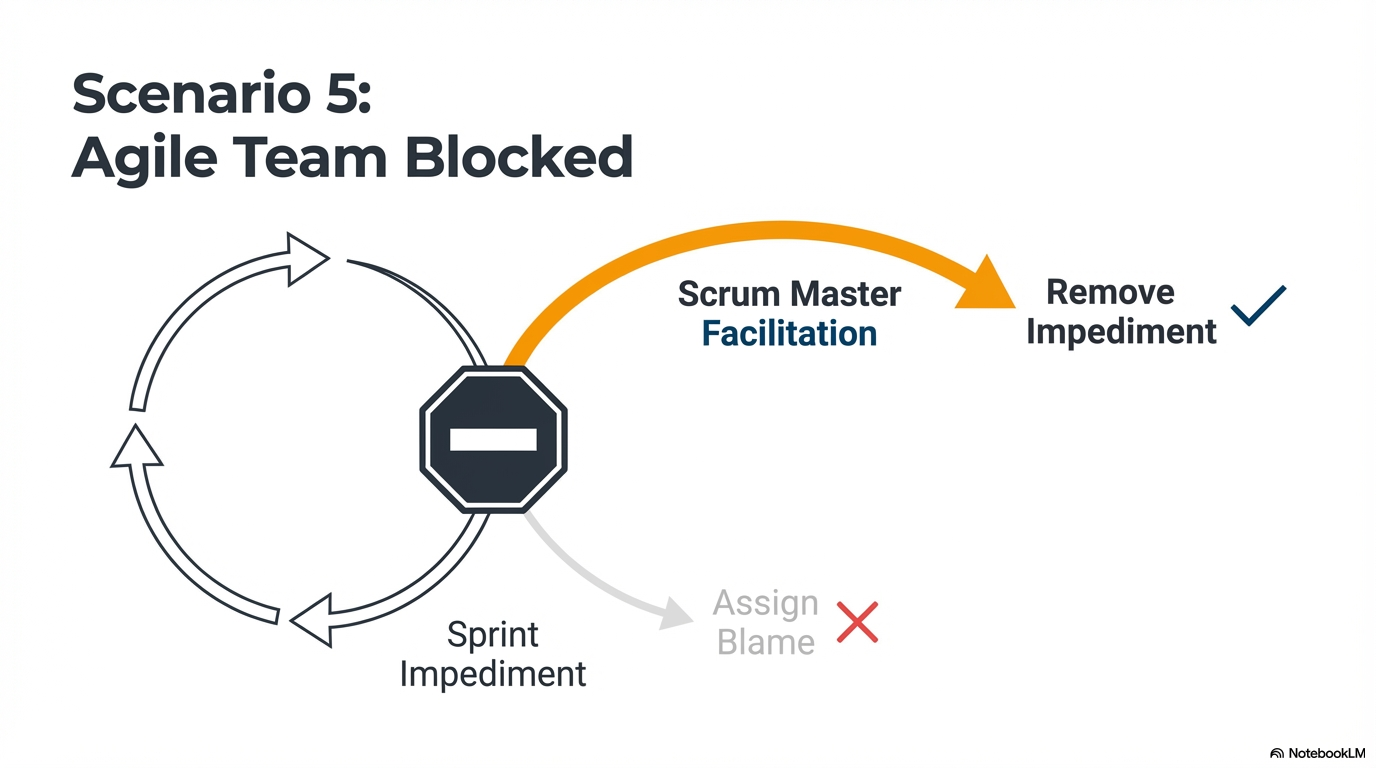 Scenario 5:
Agile Team Blocked
Scrum Master
Facilitation
Remove
Impediment
Sprint
Impediment
Assign
Blame
NotebookLM